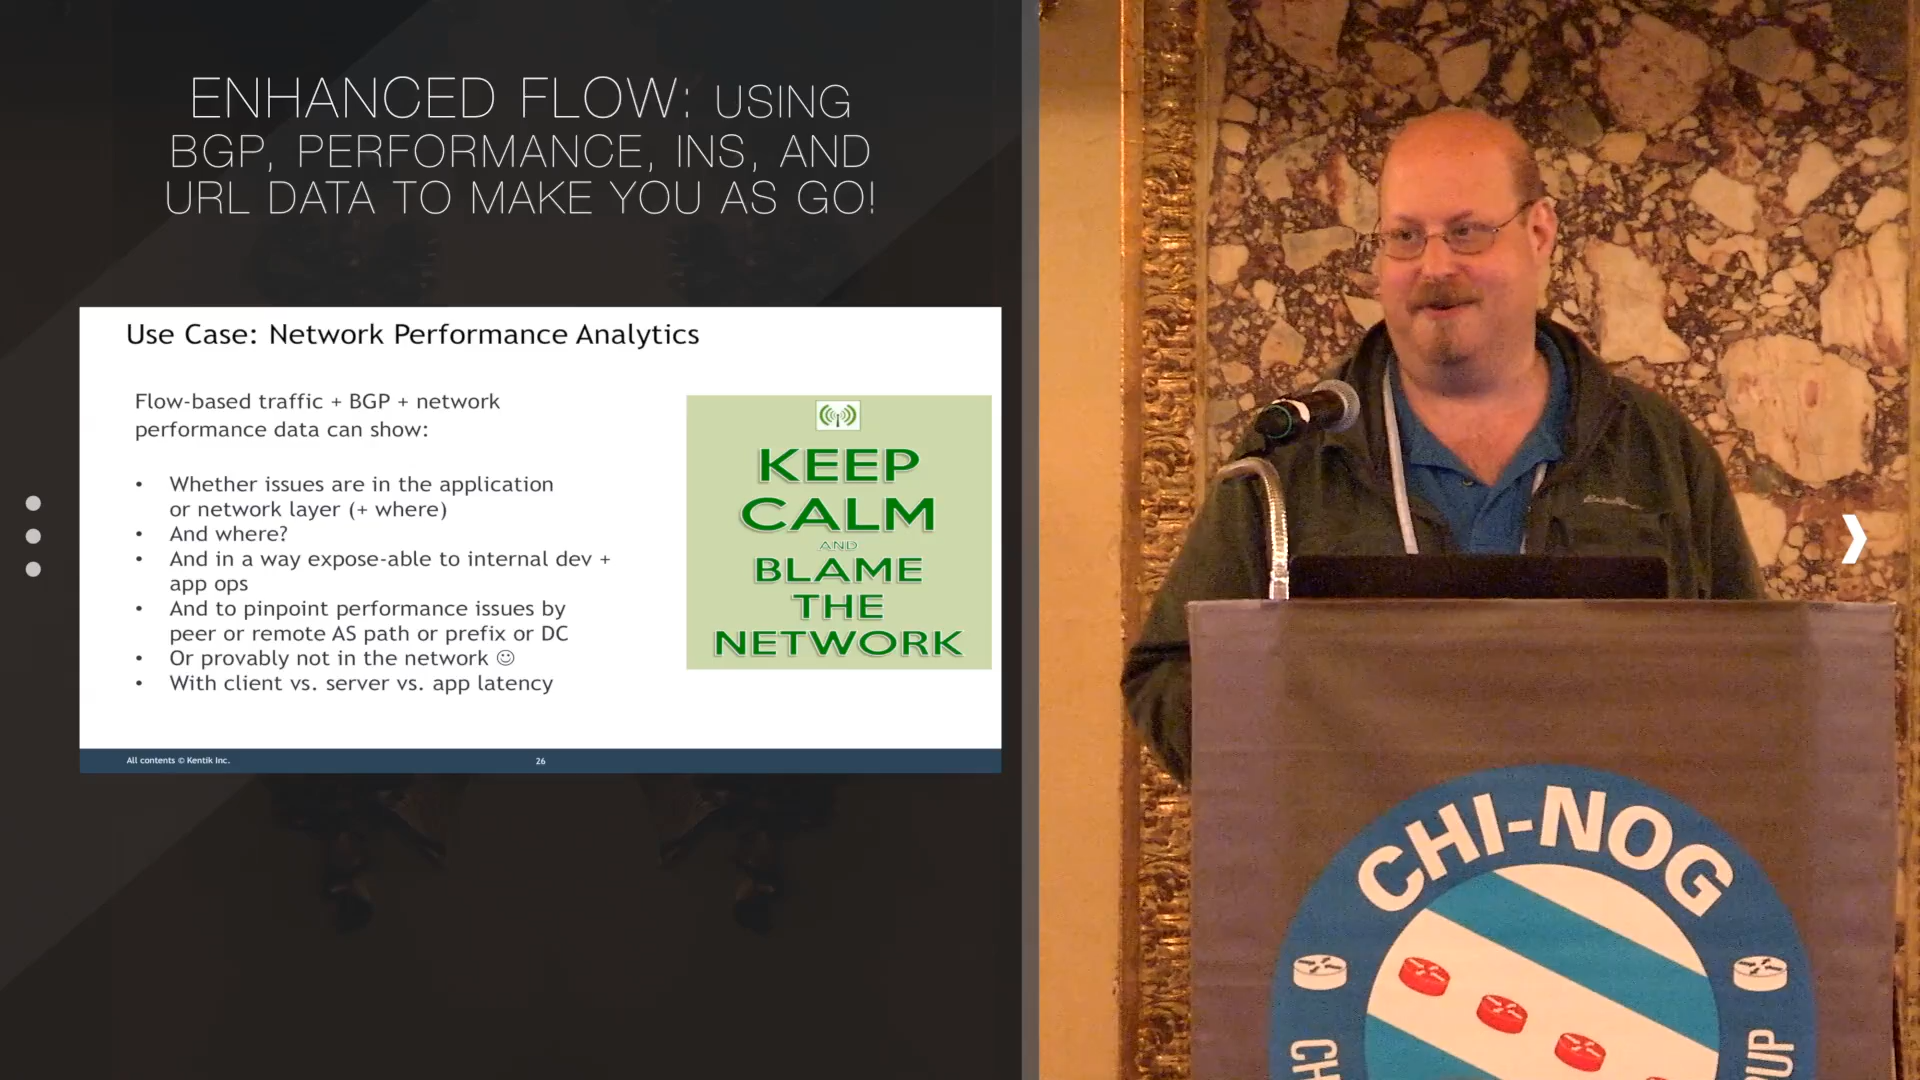 ENHANCED FLOW: USING
BGP, PERFORMANCE, INS, AND
URL DATA TO MAKE YOU AS GO!
Use Case: Network Performance Analytics
Flow-based traffic + BGP + network
performance data can show:
• Whether issues are in the application
or network layer (+ where)
• And where?
• And in a way expose-able to internal dev +
app ops
• And to pinpoint performance issues by
peer or remote AS path or prefix or DC
• Or provably not in the network ☺
• With client vs. server vs. app latency
KEEP
CALM
AND
BLAME
THE
NETWORK
All contents © Kentik Inc.
26
CHI-NOG